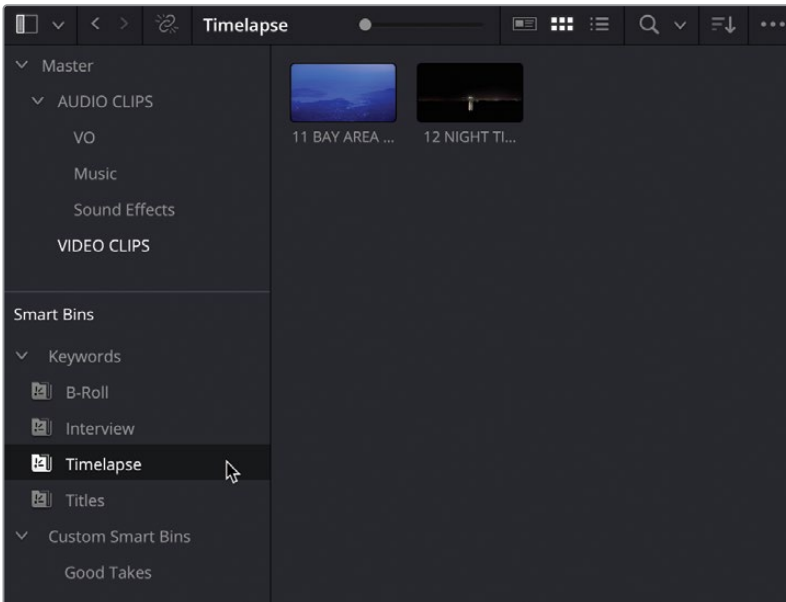 Timelapse
Master
AUDIO CLIPS
VO
Music
Sound Effects
VIDEO CLIPS
Smart Bins
Keywords
B-Roll
Interview
Timelapse
Titles
Custom Smart Bins
Good Takes
11 BAY AREA ...
12 NIGHT TI...